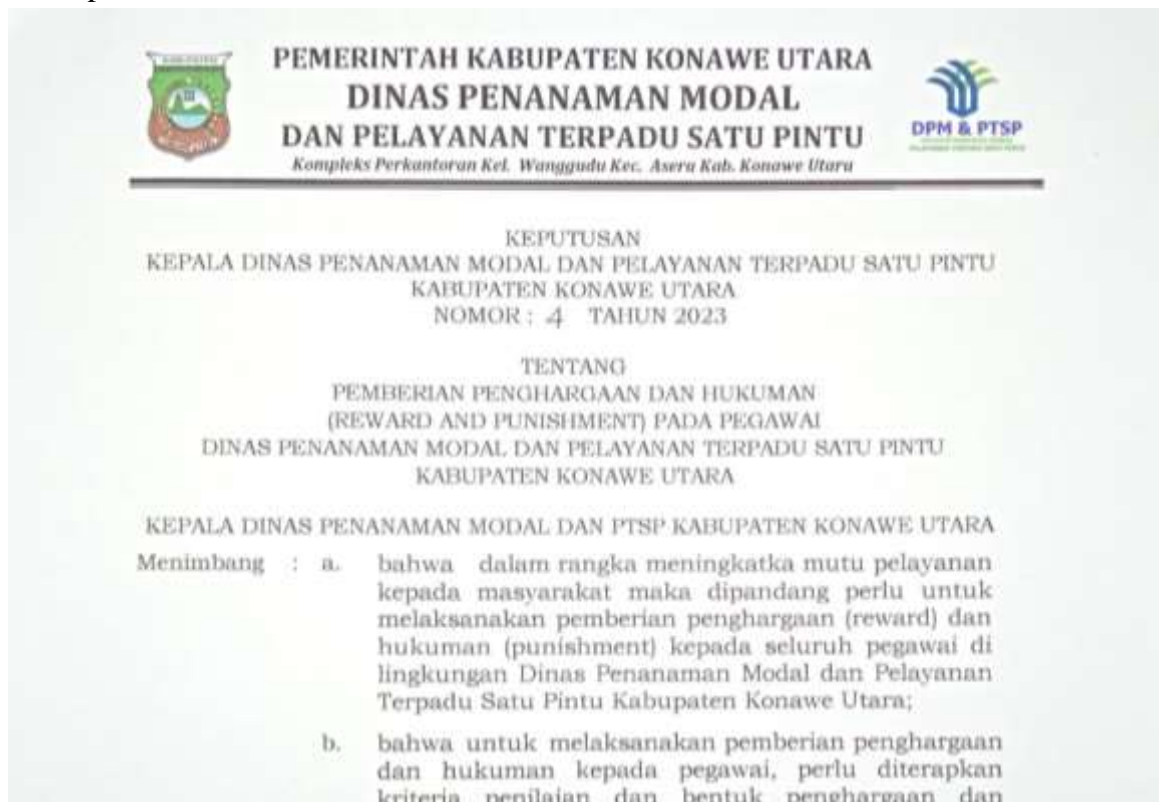 PEMERINTAH KABUPATEN KONAWE UTARA
DINAS PENANAMAN MODAL
DAN PELAYANAN TERPADU SATU PINTU
Kompleks Perkantoran Kel. Wanggudu Kec. Asera Kab. Konawe Utara
DPM & PTSP
KEPUTUSAN
KEPALA DINAS PENANAMAN MODAL DAN PELAYANAN TERPADU SATU PINTU
KABUPATEN KONAWE UTARA
NOMOR : 4 TAHUN 2023
TENTANG
PEMBERIAN PENGHARGAAN DAN HUKUMAN
(REWARD AND PUNISHMENT) PADA PEGAWAI
DINAS PENANAMAN MODAL DAN PELAYANAN TERPADU SATU PINTU
KABUPATEN KONAWE UTARA
KEPALA DINAS PENANAMAN MODAL DAN PTSP KABUPATEN KONAWE UTARA
Menimbang : a. bahwa dalam rangka meningkatka mutu pelayanan
kepada masyarakat maka dipandang perlu untuk
melaksanakan pemberian penghargaan (reward) dan
hukuman (punishment) kepada seluruh pegawai di
lingkungan Dinas Penanaman Modal dan Pelayanan
Terpadu Satu Pintu Kabupaten Konawe Utara;
b. bahwa untuk melaksanakan pemberian penghargaan
dan hukuman kepada pegawai, perlu diterapkan
kriteria penilaian dan bentuk penghargaan dan